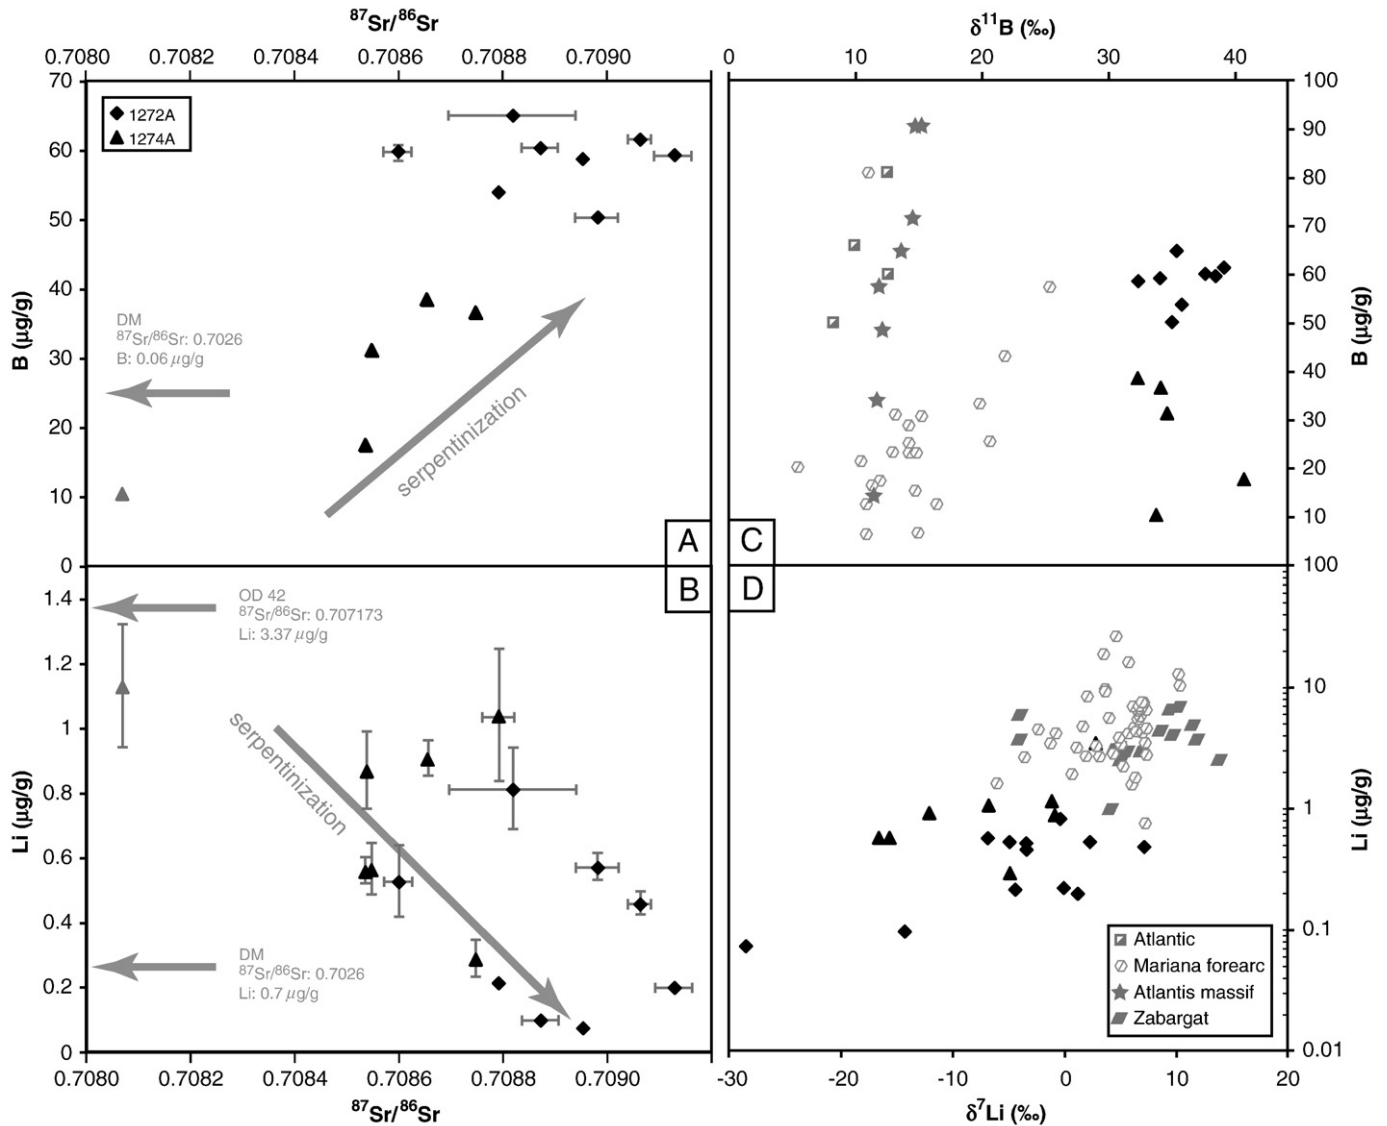 ⁸⁷Sr/⁸⁶Sr
0.7080 0.7082 0.7084 0.7086 0.7088 0.7090
70
60
50
40
30
20
10
0
B (µg/g)
1272A
1274A
DM
⁸⁷Sr/⁸⁶Sr: 0.7026
B: 0.06 µg/g
serpentinization
A
δ¹¹B (‰)
0 10 20 30 40
100
90
80
70
60
50
40
30
20
10
100
B (µg/g)
C
1.4
1.2
1
0.8
0.6
0.4
0.2
0
Li (µg/g)
B
OD 42
⁸⁷Sr/⁸⁶Sr: 0.707173
Li: 3.37 µg/g
serpentinization
DM
⁸⁷Sr/⁸⁶Sr: 0.7026
Li: 0.7 µg/g
0.7080 0.7082 0.7084 0.7086 0.7088 0.7090
⁸⁷Sr/⁸⁶Sr
D
10
1
0.1
0.01
Li (µg/g)
Atlantic
Mariana forearc
Atlantis massif
Zabargat
-30 -20 -10 0 10 20
δ⁷Li (‰)